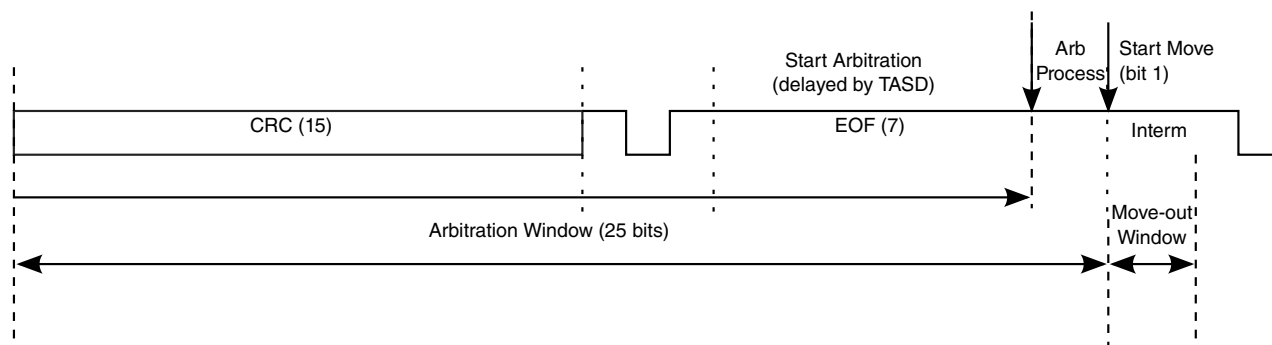 Start Arbitration
(delayed by TASD)
Arb
Process
Start Move
(bit 1)
CRC (15)
EOF (7)
Interm
Arbitration Window (25 bits)
Move-out
Window